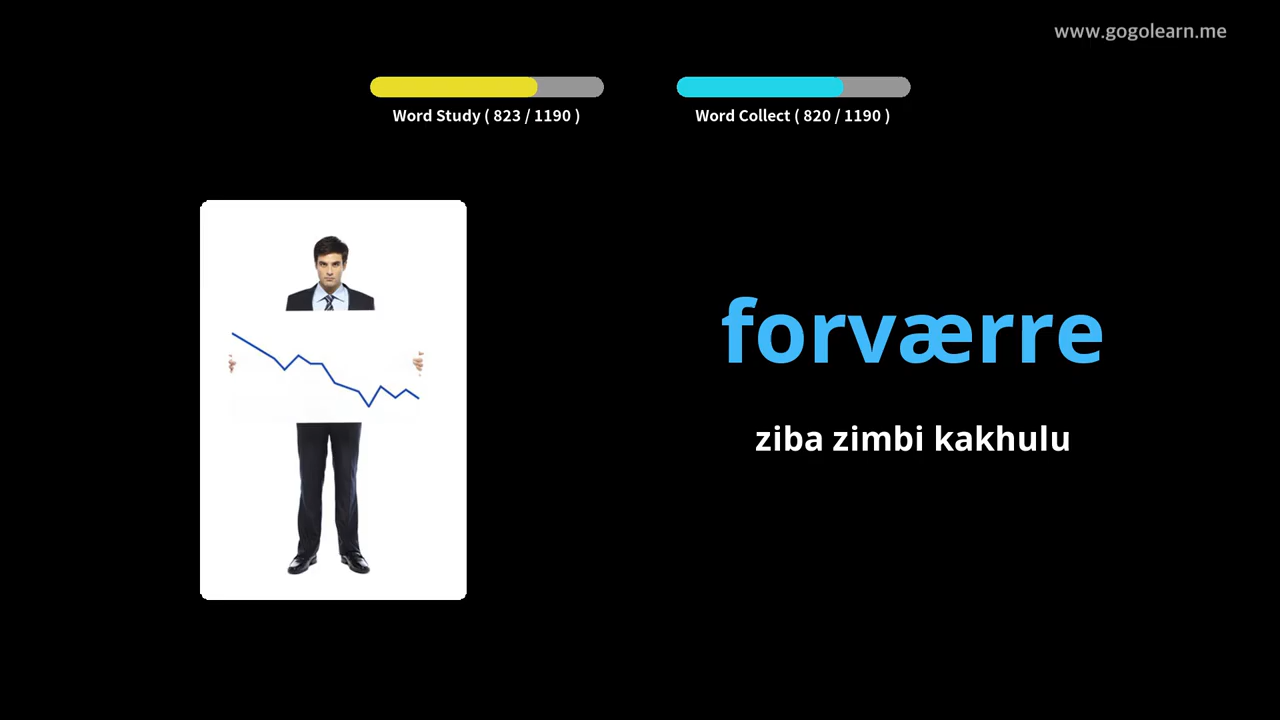 www.gogolearn.me
Word Study ( 823 / 1190 )
Word Collect ( 820 / 1190 )
forværre
ziba zimbi kakhulu